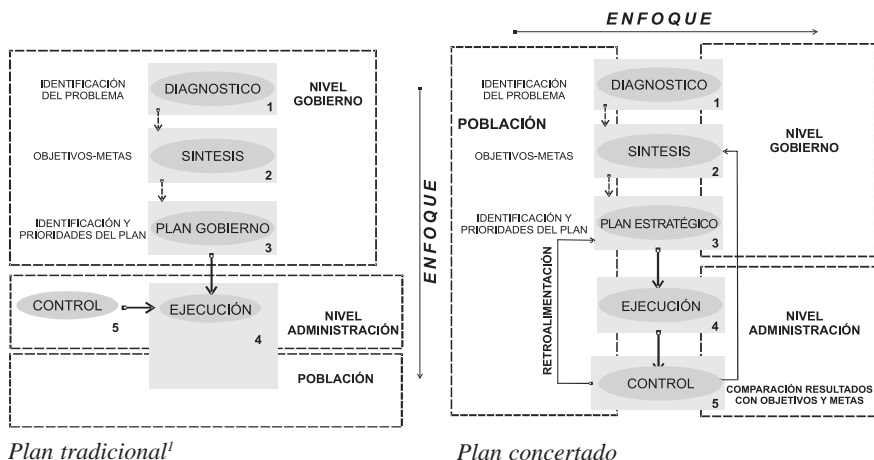 IDENTIFICACIÓN
DEL PROBLEMA
DIAGNOSTICO
1
NIVEL
GOBIERNO
OBJETIVOS-METAS
SINTESIS
2
IDENTIFICACIÓN Y
PRIORIDADES DEL PLAN
PLAN GOBIERNO
3
CONTROL
5
EJECUCIÓN
4
NIVEL
ADMINISTRACIÓN
POBLACIÓN
ENFOQUE
Plan tradicional¹
ENFOQUE
IDENTIFICACIÓN
DEL PROBLEMA
DIAGNOSTICO
1
POBLACIÓN
NIVEL
GOBIERNO
OBJETIVOS-METAS
SINTESIS
2
IDENTIFICACIÓN Y
PRIORIDADES DEL PLAN
PLAN ESTRATÉGICO
3
RETROALIMENTACIÓN
EJECUCIÓN
4
NIVEL
ADMINISTRACIÓN
CONTROL
5
COMPARACIÓN RESULTADOS
CON OBJETIVOS Y METAS
Plan concertado